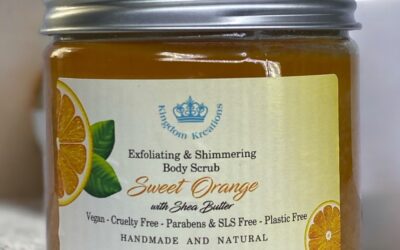 Kingdom Kreations
Exfoliating & Shimmering
Body Scrub
Sweet Orange
with Shea Butter
Vegan - Cruelty Free - Parabens & SLS Free - Plastic Free
HANDMADE AND NATURAL